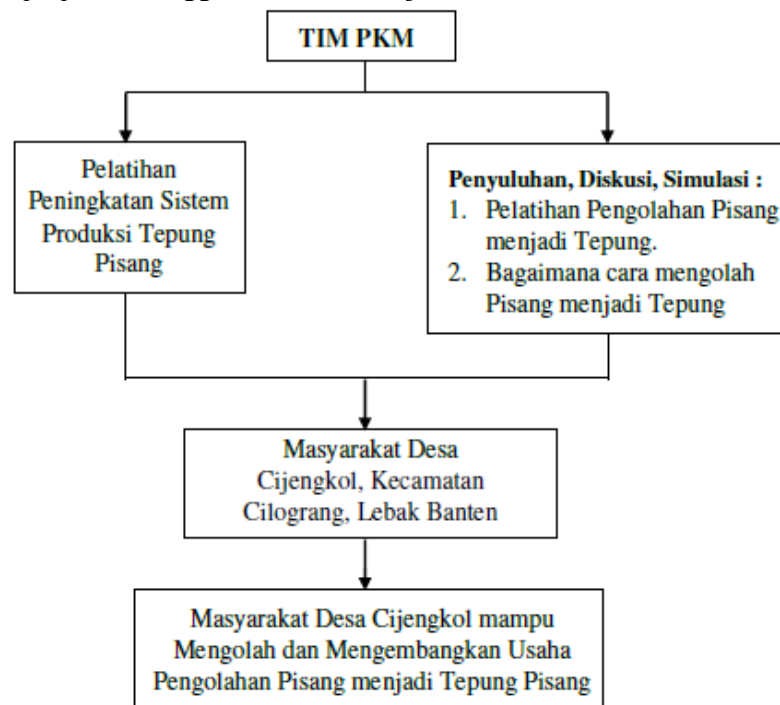 TIM PKM
Pelatihan
Peningkatan Sistem
Produksi Tepung
Pisang
Penyuluhan, Diskusi, Simulasi :
1. Pelatihan Pengolahan Pisang
menjadi Tepung.
2. Bagaimana cara mengolah
Pisang menjadi Tepung
Masyarakat Desa
Cijengkol, Kecamatan
Cilograng, Lebak Banten
Masyarakat Desa Cijengkol mampu
Mengolah dan Mengembangkan Usaha
Pengolahan Pisang menjadi Tepung Pisang